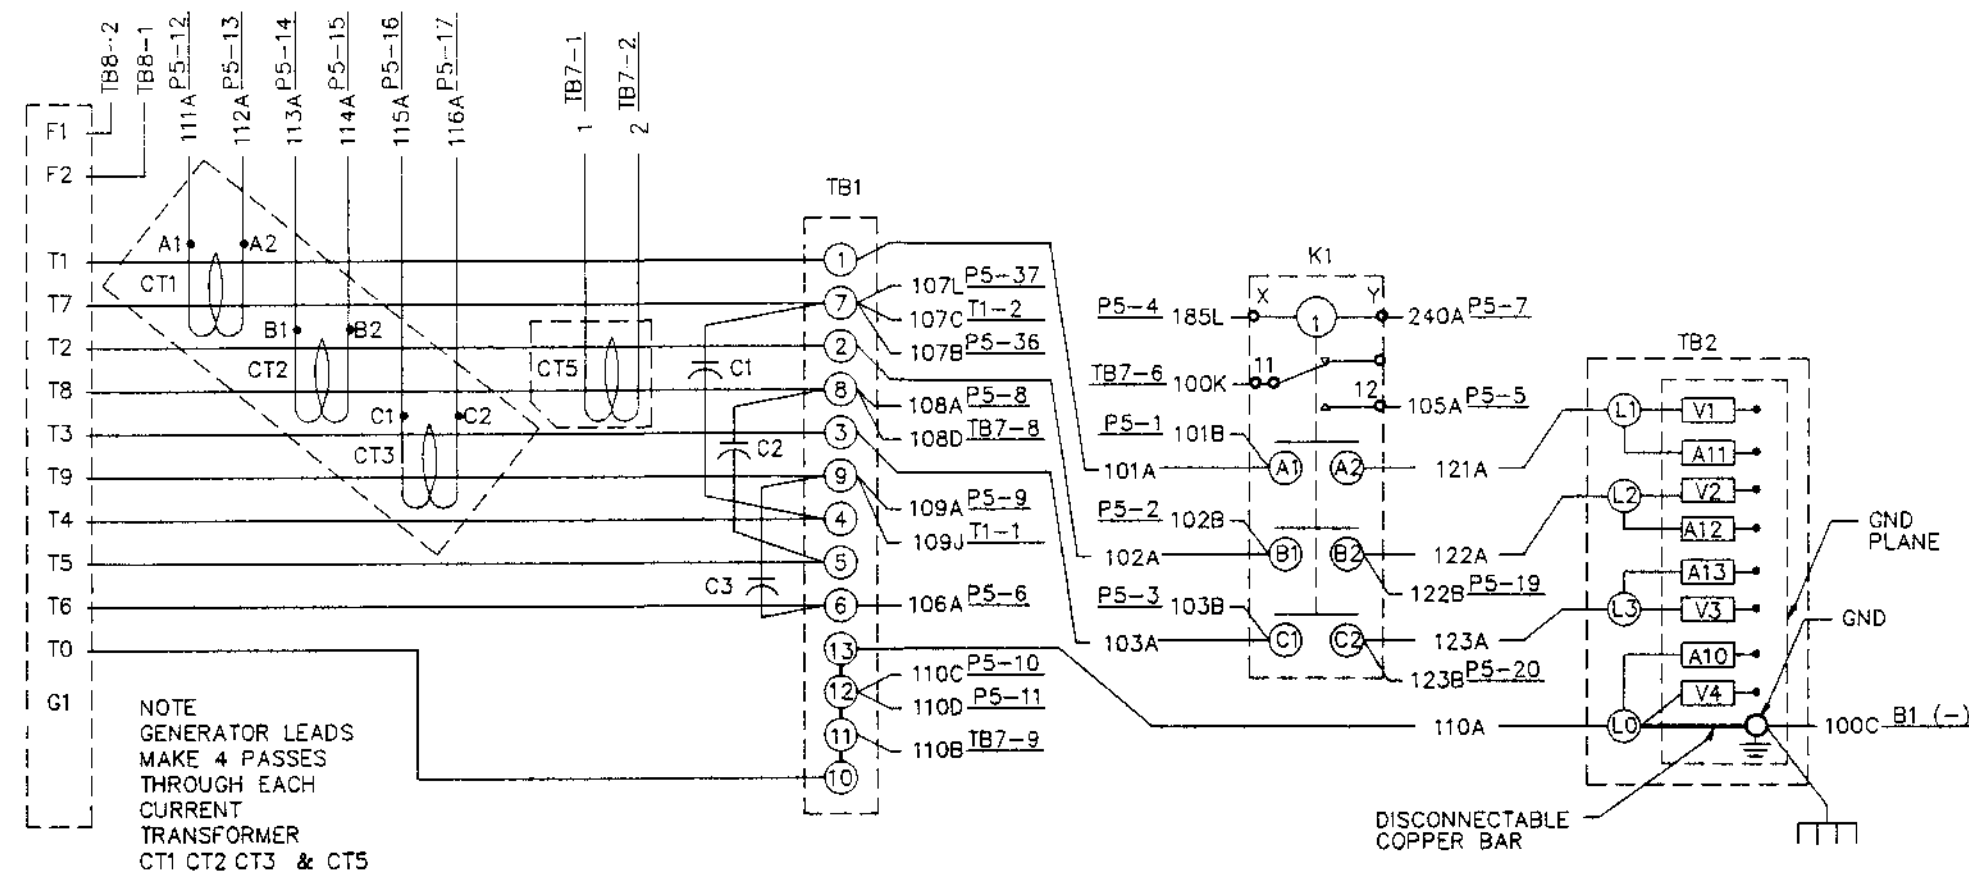 TB8-2
TB8-1
111A P5-12
112A P5-13
113A P5-14
114A P5-15
115A P5-16
116A P5-17
1 TB7-1
2 TB7-2
F1
F2
T1
T7
T2
T8
T3
T9
T4
T5
T6
T0
G1
A1
A2
CT1
B1
B2
CT2
C1
C2
CT3
CT5
C1
C2
C3
NOTE
GENERATOR LEADS
MAKE 4 PASSES
THROUGH EACH
CURRENT
TRANSFORMER
CT1 CT2 CT3 & CT5
TB1
1
7
2
8
3
9
4
5
6
13
12
11
10
107L P5-37
107C T1-2
107B P5-36
108A P5-8
108D TB7-8
109A P5-9
109J T1-1
106A P5-6
110C P5-10
110D P5-11
110B TB7-9
K1
X
Y
1
P5-4 185L
240A P5-7
TB7-6 100K
11
12
105A P5-5
P5-1 101B
101A
A1
A2
121A
P5-2 102B
102A
B1
B2
122A
122B P5-19
P5-3 103B
103A
C1
C2
123A
123B P5-20
110A
TB2
L1
V1
A11
L2
V2
A12
A13
L3
V3
A10
V4
L0
GND
PLANE
GND
100C B1 (-)
DISCONNECTABLE
COPPER BAR